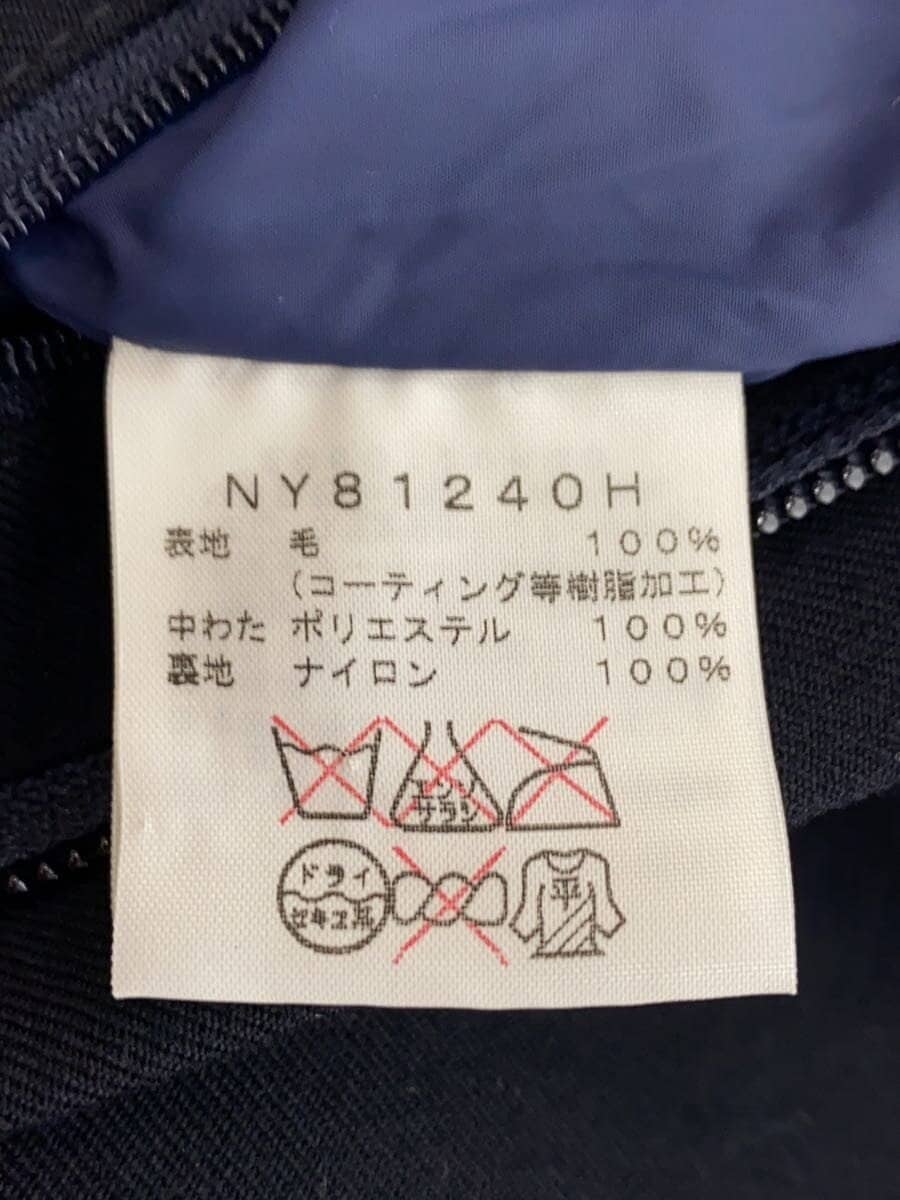 NY81240H
表地 毛 100%
(コーティング等樹脂加工)
中わた ポリエステル 100%
裏地 ナイロン 100%
エンソ
サラシ
ドライ
セキユ系
平